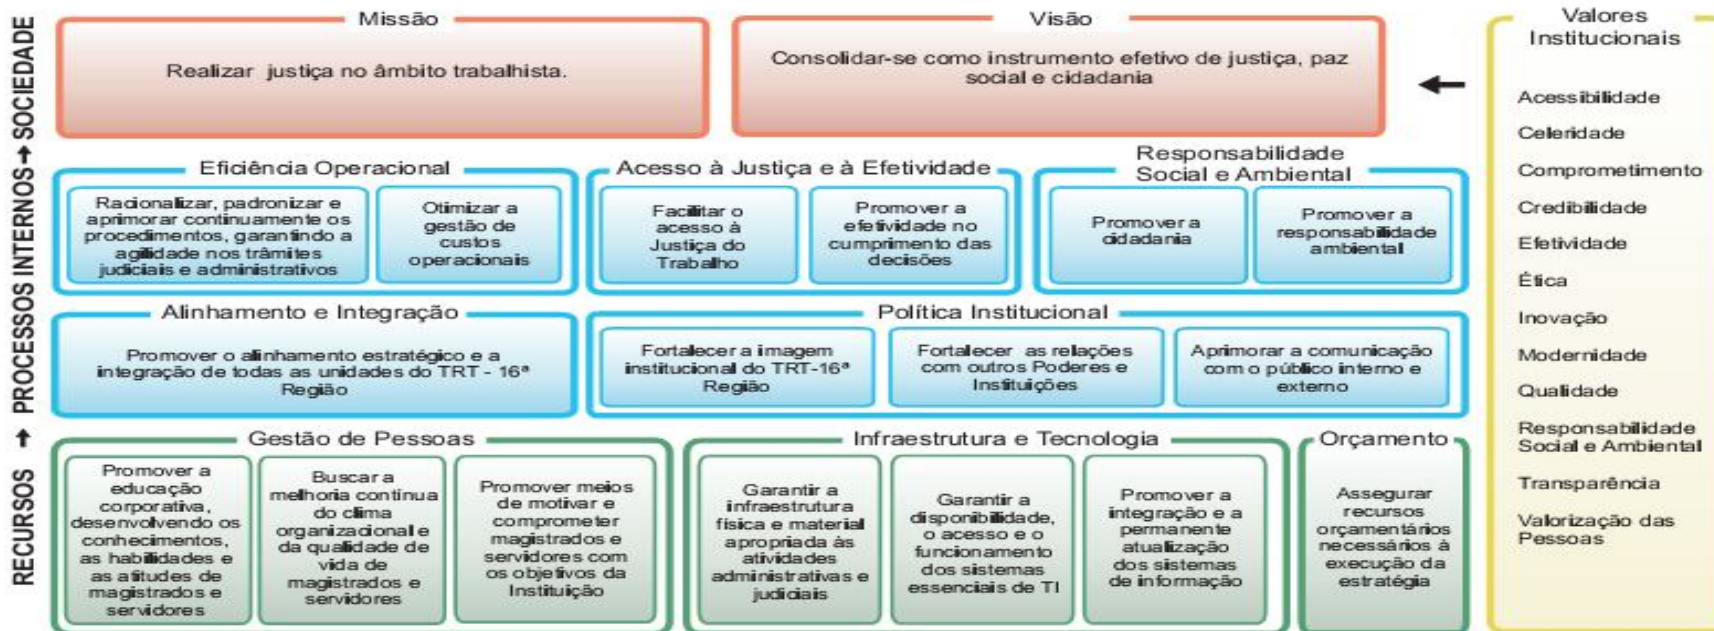 Missão
Realizar justiça no âmbito trabalhista.
Visão
Consolidar-se como instrumento efetivo de justiça, paz
social e cidadania
SOCIEDADE
PROCESSOS INTERNOS
RECURSOS
Eficiência Operacional
Racionalizar, padronizar e
aprimorar continuamente os
procedimentos, garantindo a
agilidade nos trâmites
judiciais e administrativos
Otimizar a
gestão de
custos
operacionais
Acesso à Justiça e à Efetividade
Facilitar o
acesso à
Justiça do
Trabalho
Promover a
efetividade no
cumprimento das
decisões
Responsabilidade
Social e Ambiental
Promover a
cidadania
Promover a
responsabilidade
ambiental
Alinhamento e Integração
Promover o alinhamento estratégico e a
integração de todas as unidades do TRT - 16ª
Região
Política Institucional
Fortalecer a imagem
institucional do TRT-16ª
Região
Fortalecer as relações
com outros Poderes e
Instituições
Aprimorar a comunicação
com o público interno e
externo
Gestão de Pessoas
Promover a
educação
corporativa,
desenvolvendo os
conhecimentos,
as habilidades e
as atitudes de
magistrados e
servidores
Buscar a
melhoria contínua
do clima
organizacional e
da qualidade de
vida de
magistrados e
servidores
Promover meios
de motivar e
comprometer
magistrados e
servidores com
os objetivos da
Instituição
Infraestrutura e Tecnologia
Garantir a
infraestrutura
física e material
apropriada às
atividades
administrativas e
judiciais
Garantir a
disponibilidade,
o acesso e o
funcionamento
dos sistemas
essenciais de TI
Promover a
integração e a
permanente
atualização
dos sistemas
de informação
Orçamento
Assegurar
recursos
orçamentários
necessários à
execução da
estratégia
Valores
Institucionais
Acessibilidade
Celeridade
Comprometimento
Credibilidade
Efetividade
Ética
Inovação
Modernidade
Qualidade
Responsabilidade
Social e Ambiental
Transparência
Valorização das
Pessoas